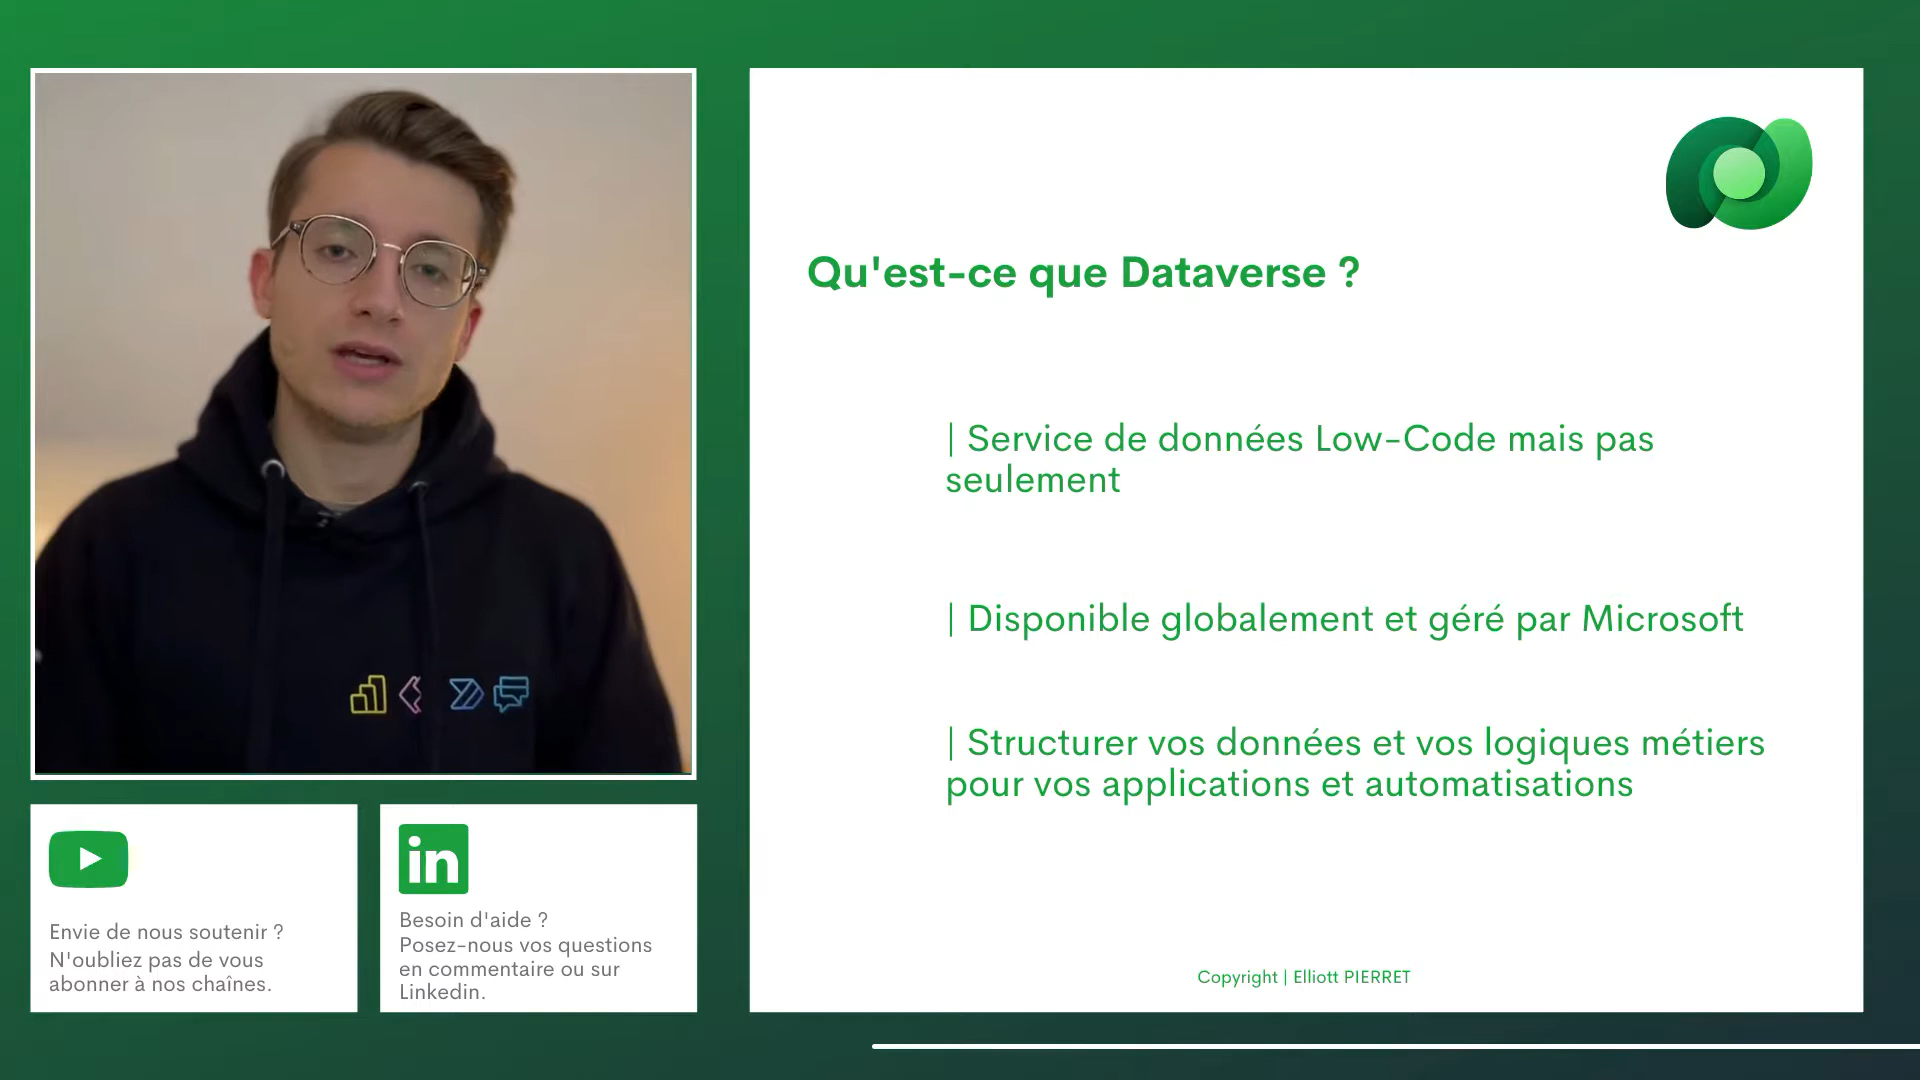 Qu'est-ce que Dataverse ?
| Service de données Low-Code mais pas
seulement
| Disponible globalement et géré par Microsoft
| Structurer vos données et vos logiques métiers
pour vos applications et automatisations
Copyright | Elliott PIERRET
Envie de nous soutenir ?
N'oubliez pas de vous
abonner à nos chaînes.
in
Besoin d'aide ?
Posez-nous vos questions
en commentaire ou sur
Linkedin.